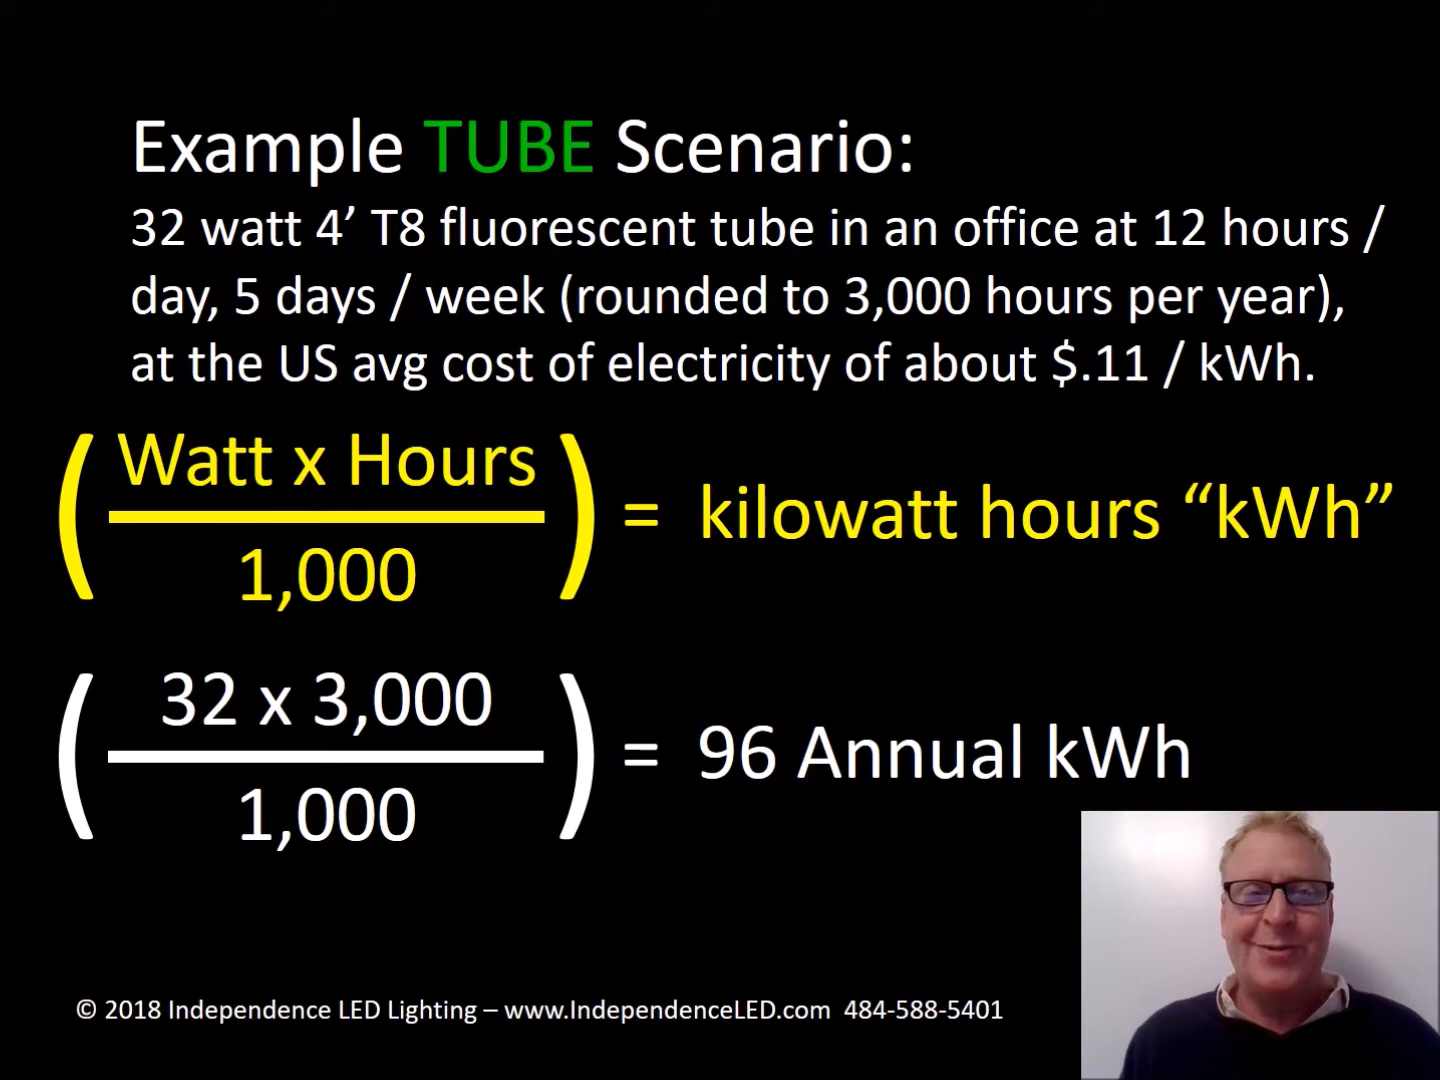 Example TUBE Scenario:
32 watt 4’ T8 fluorescent tube in an office at 12 hours /
day, 5 days / week (rounded to 3,000 hours per year),
at the US avg cost of electricity of about $.11 / kWh.
( Watt x Hours
1,000 ) = kilowatt hours “kWh”
( 32 x 3,000
1,000 ) = 96 Annual kWh
© 2018 Independence LED Lighting – www.IndependenceLED.com 484-588-5401